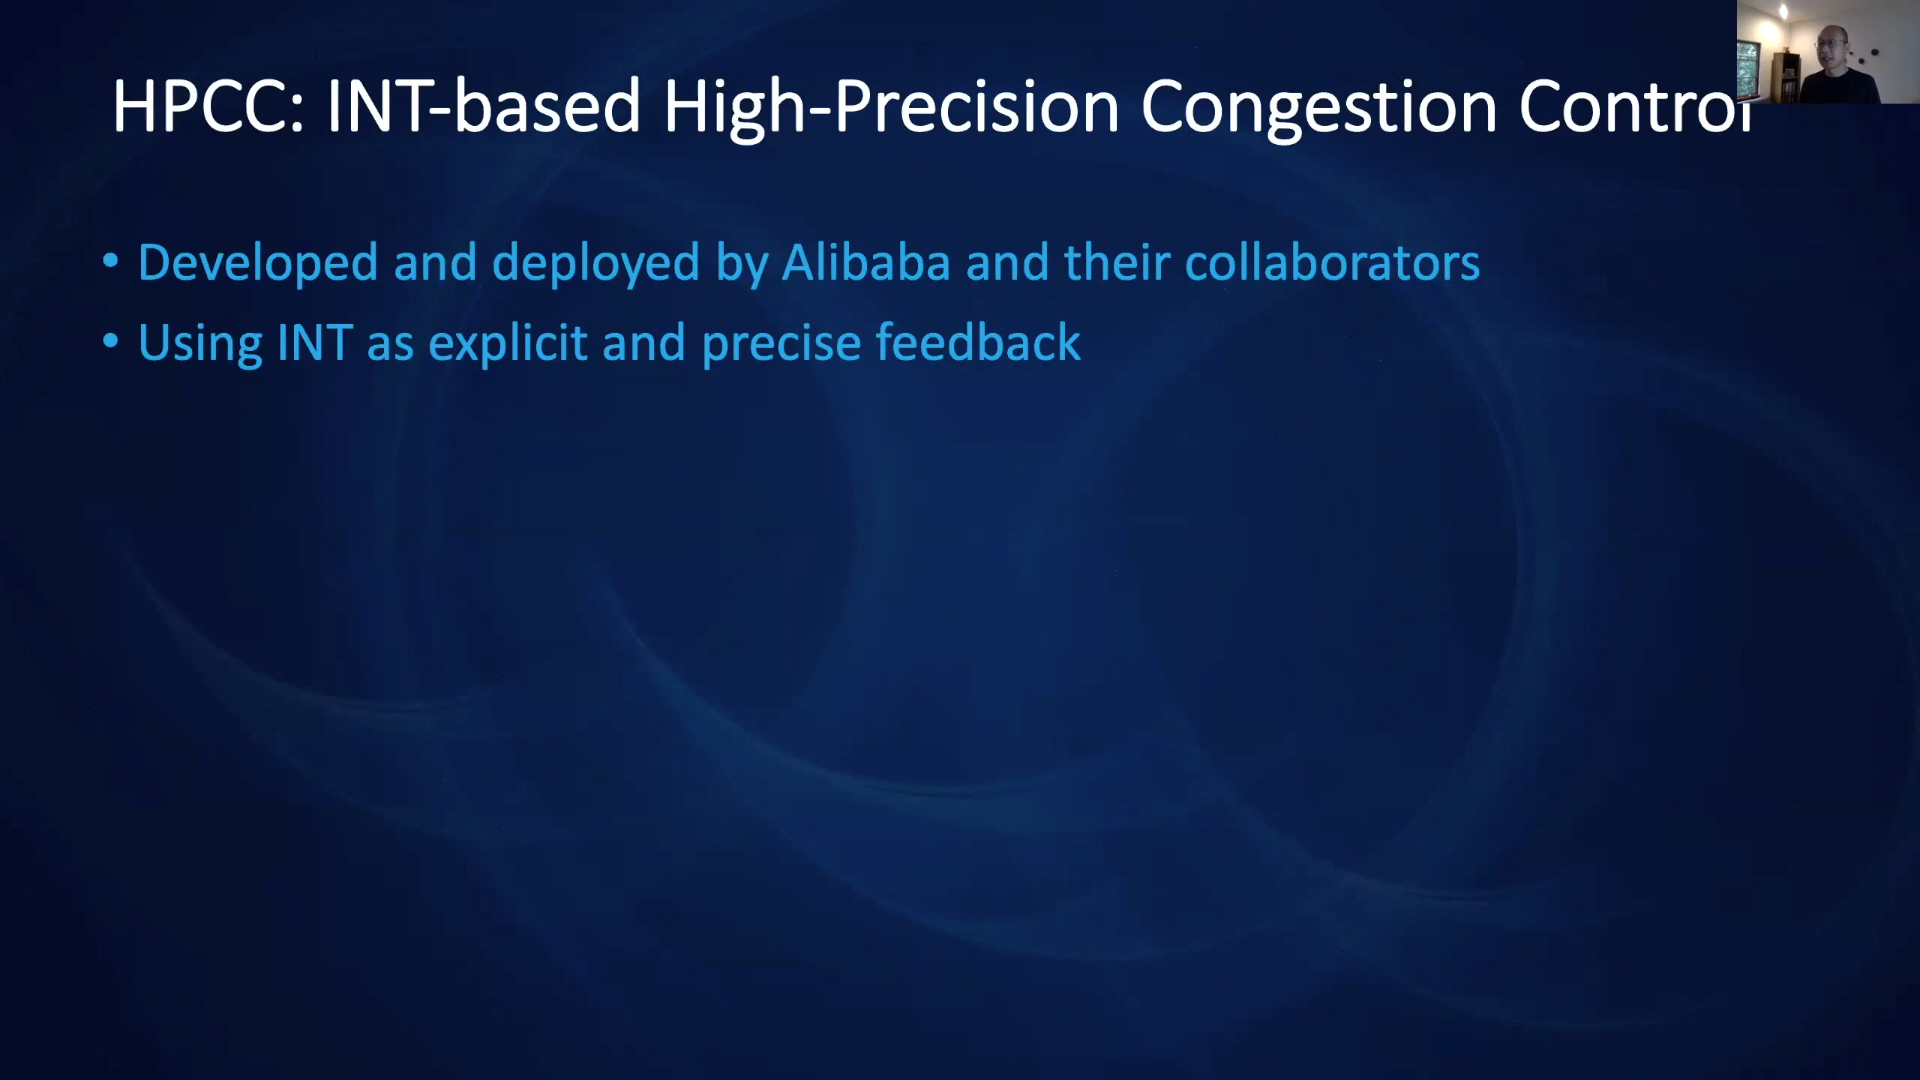 HPCC: INT-based High-Precision Congestion Control
• Developed and deployed by Alibaba and their collaborators
• Using INT as explicit and precise feedback